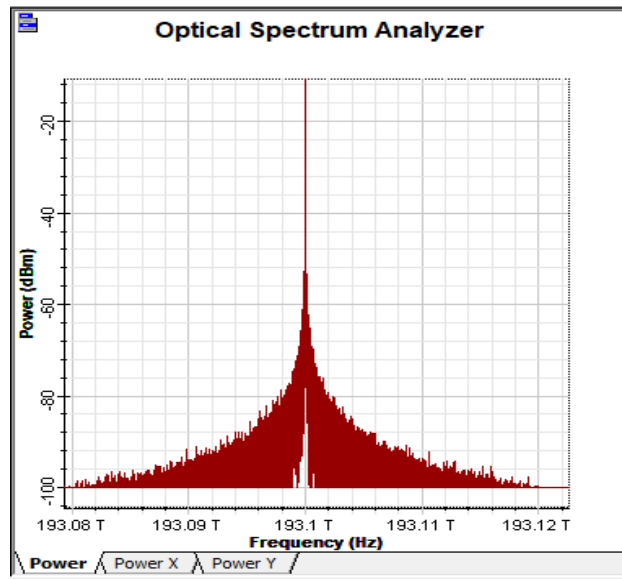 Optical Spectrum Analyzer
Power (dBm)
-20
-40
-60
-80
-100
193.08 T 193.09 T 193.1 T 193.11 T 193.12 T
Frequency (Hz)
Power Power X Power Y